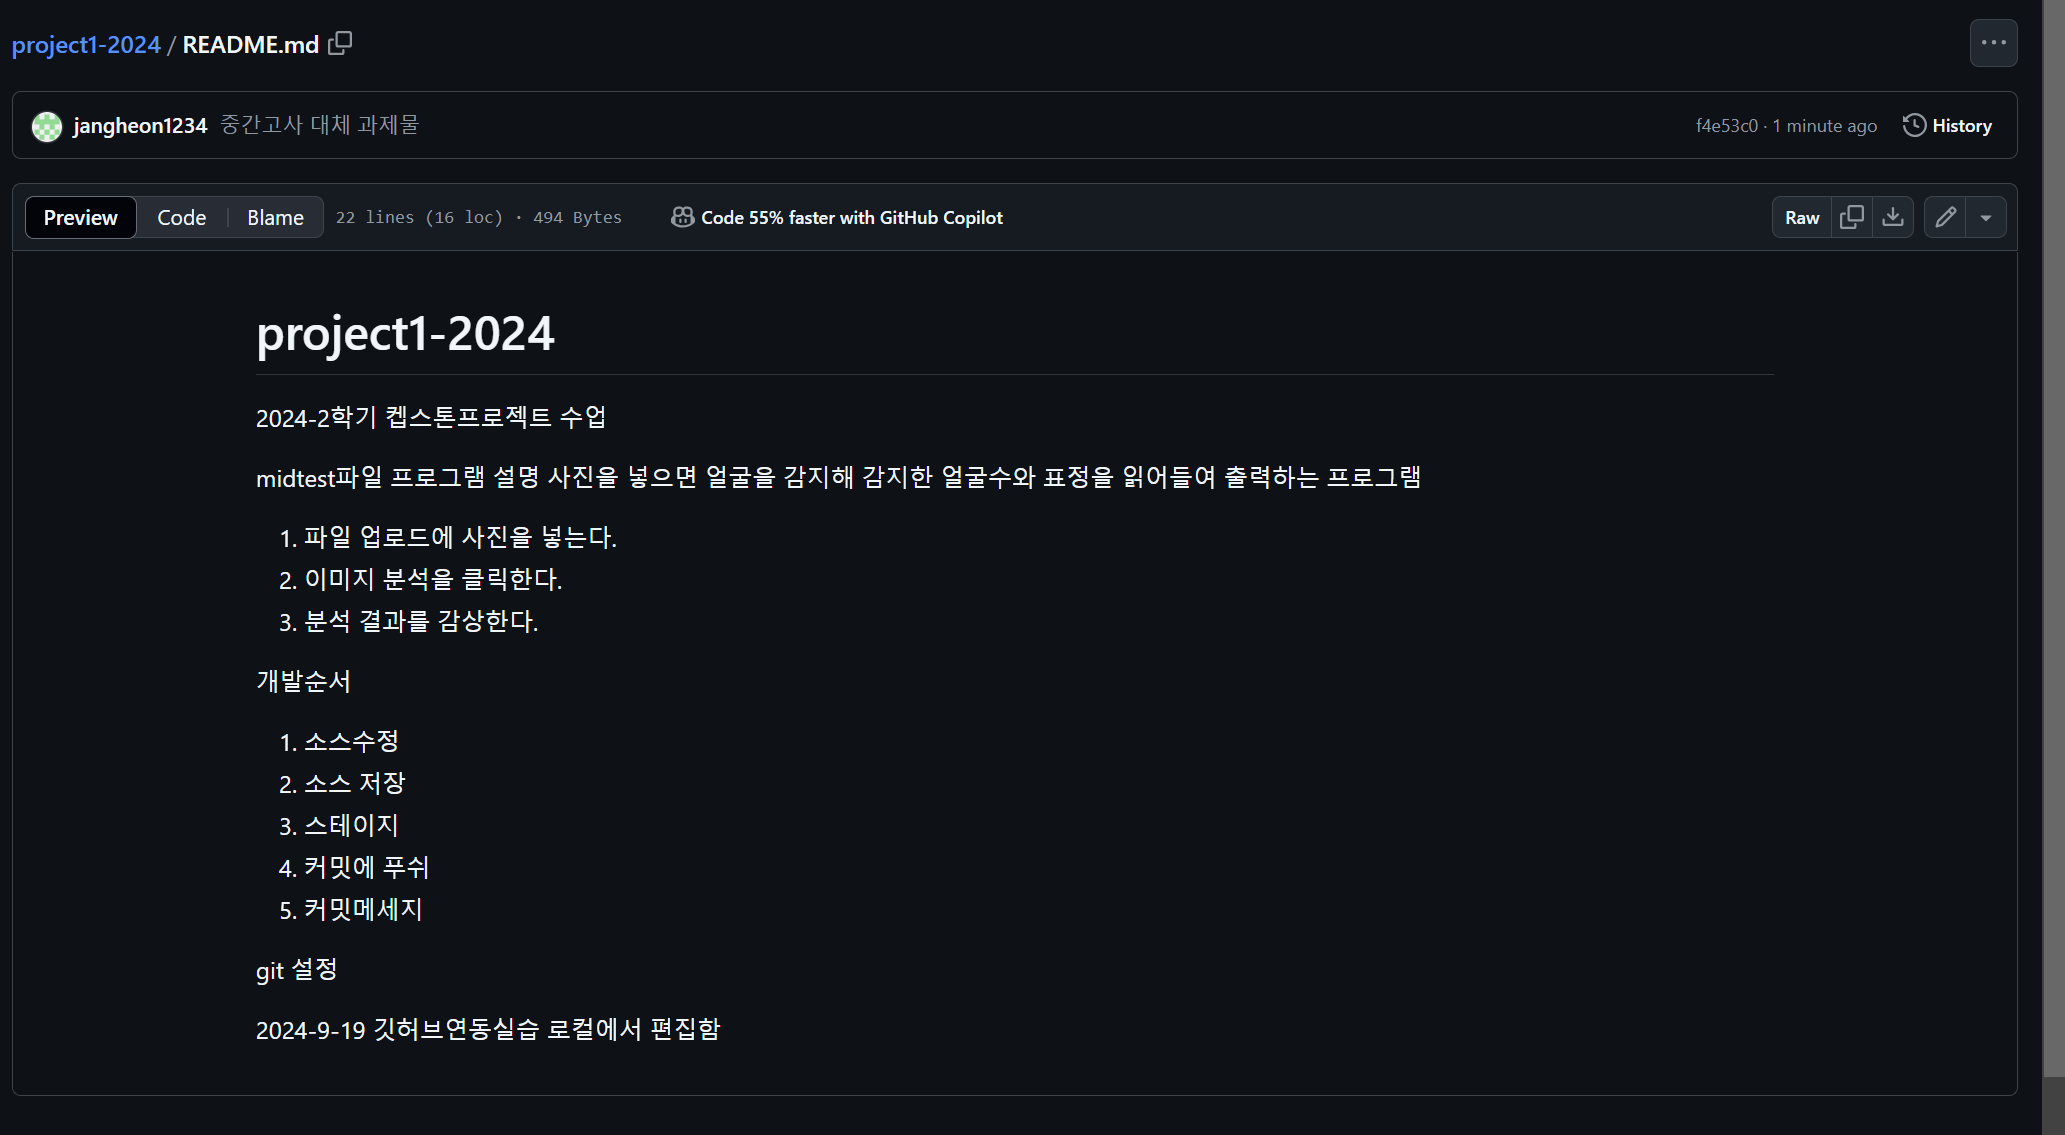 project1-2024 / README.md
jangheon1234 중간고사 대체 과제물
f4e53c0 · 1 minute ago History
Preview Code Blame 22 lines (16 loc) · 494 Bytes Code 55% faster with GitHub Copilot Raw
project1-2024
2024-2학기 켑스톤프로젝트 수업
midtest파일 프로그램 설명 사진을 넣으면 얼굴을 감지해 감지한 얼굴수와 표정을 읽어들여 출력하는 프로그램
1. 파일 업로드에 사진을 넣는다.
2. 이미지 분석을 클릭한다.
3. 분석 결과를 감상한다.
개발순서
1. 소스수정
2. 소스 저장
3. 스테이지
4. 커밋에 푸쉬
5. 커밋메세지
git 설정
2024-9-19 깃허브연동실습 로컬에서 편집함